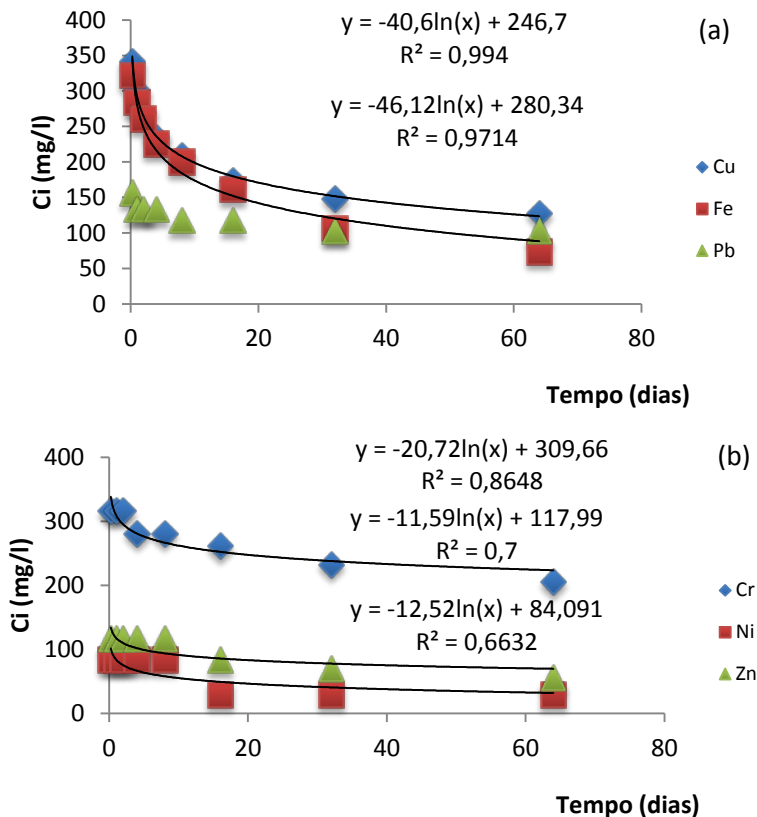 y = -40,6ln(x) + 246,7
R² = 0,994
(a)
y = -46,12ln(x) + 280,34
R² = 0,9714
Ci (mg/l)
400
350
300
250
200
150
100
50
0
0 20 40 60 80
Tempo (dias)
Cu
Fe
Pb
y = -20,72ln(x) + 309,66
R² = 0,8648
(b)
y = -11,59ln(x) + 117,99
R² = 0,7
y = -12,52ln(x) + 84,091
R² = 0,6632
Ci (mg/l)
400
300
200
100
0
0 20 40 60 80
Tempo (dias)
Cr
Ni
Zn